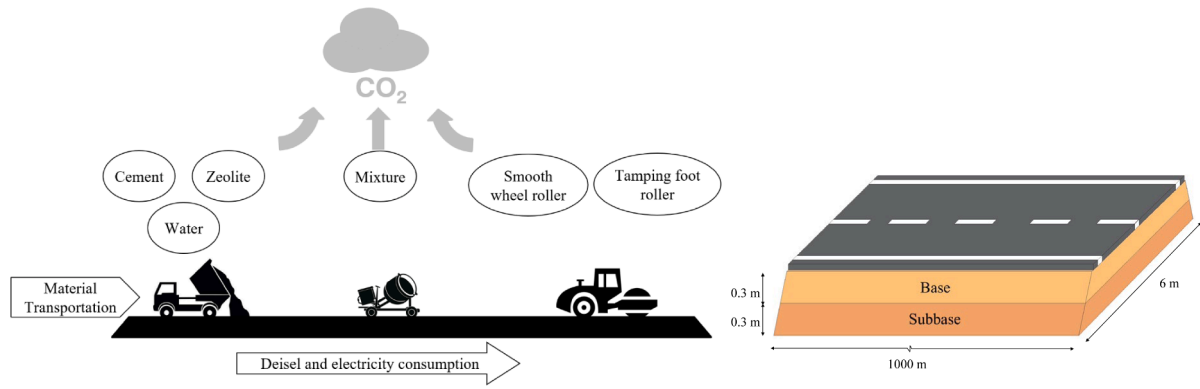 CO₂
Cement
Zeolite
Water
Mixture
Smooth
wheel roller
Tamping foot
roller
Material
Transportation
Deisel and electricity consumption
0.3 m
Base
0.3 m
Subbase
6 m
1000 m